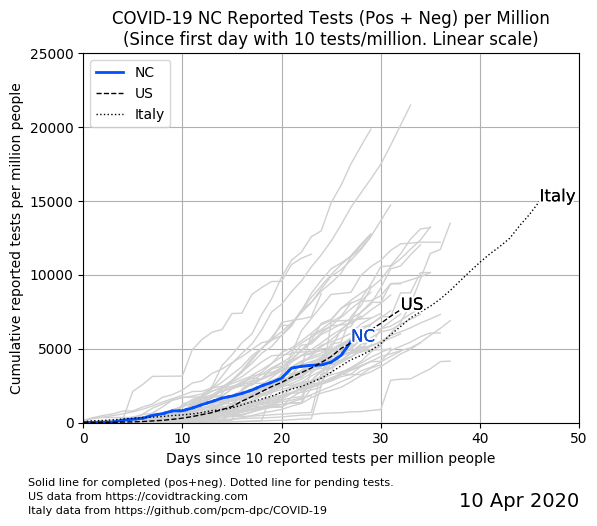 COVID-19 NC Reported Tests (Pos + Neg) per Million
(Since first day with 10 tests/million. Linear scale)
Cumulative reported tests per million people
25000
20000
15000
10000
5000
0
NC
US
Italy
Italy
US
NC
0 10 20 30 40 50
Days since 10 reported tests per million people
Solid line for completed (pos+neg). Dotted line for pending tests.
US data from https://covidtracking.com
Italy data from https://github.com/pcm-dpc/COVID-19
10 Apr 2020